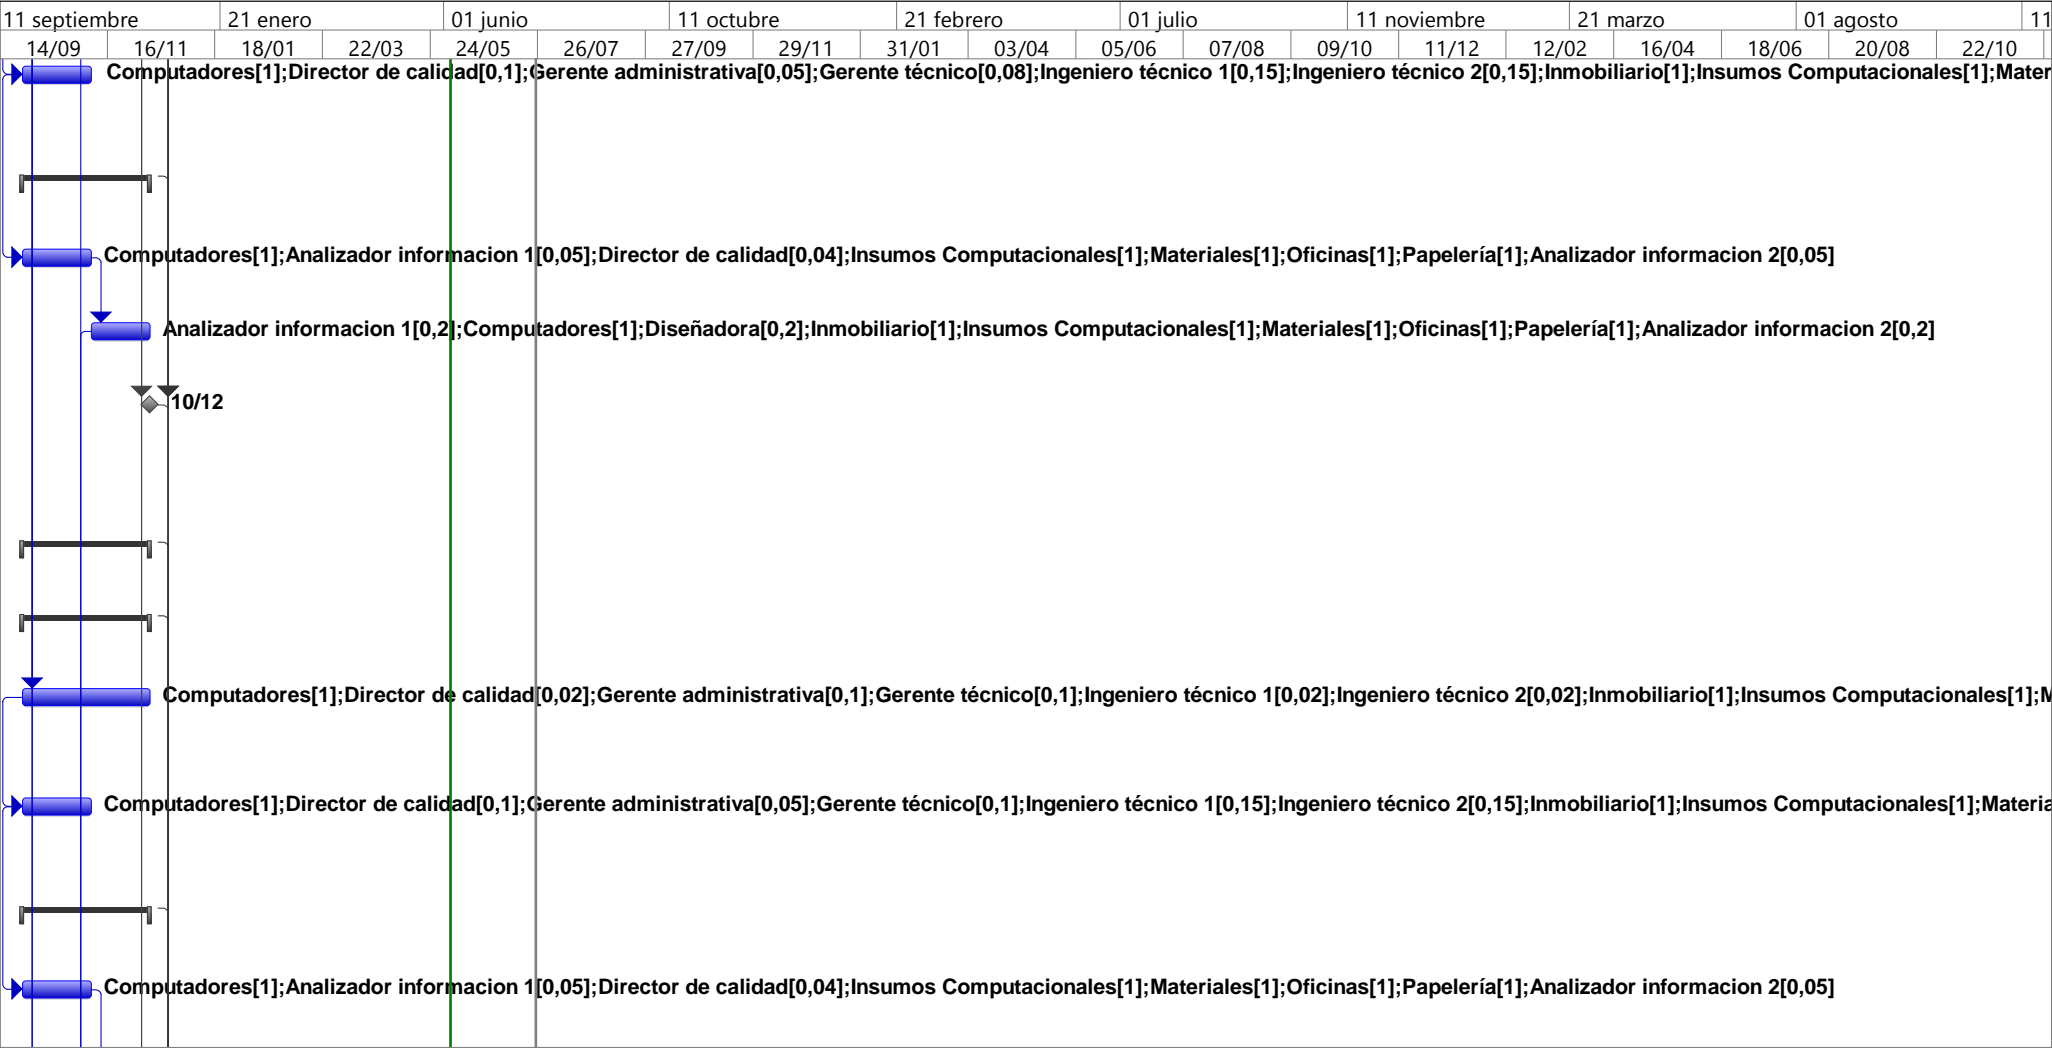 11 septiembre 21 enero 01 junio 11 octubre 21 febrero 01 julio 11 noviembre 21 marzo 01 agosto 11
14/09 16/11 18/01 22/03 24/05 26/07 27/09 29/11 31/01 03/04 05/06 07/08 09/10 11/12 12/02 16/04 18/06 20/08 22/10
Computadores[1];Director de calidad[0,1];Gerente administrativa[0,05];Gerente técnico[0,08];Ingeniero técnico 1[0,15];Ingeniero técnico 2[0,15];Inmobiliario[1];Insumos Computacionales[1];Mater
Computadores[1];Analizador informacion 1[0,05];Director de calidad[0,04];Insumos Computacionales[1];Materiales[1];Oficinas[1];Papelería[1];Analizador informacion 2[0,05]
Analizador informacion 1[0,2];Computadores[1];Diseñadora[0,2];Inmobiliario[1];Insumos Computacionales[1];Materiales[1];Oficinas[1];Papelería[1];Analizador informacion 2[0,2]
10/12
Computadores[1];Director de calidad[0,02];Gerente administrativa[0,1];Gerente técnico[0,1];Ingeniero técnico 1[0,02];Ingeniero técnico 2[0,02];Inmobiliario[1];Insumos Computacionales[1];M
Computadores[1];Director de calidad[0,1];Gerente administrativa[0,05];Gerente técnico[0,1];Ingeniero técnico 1[0,15];Ingeniero técnico 2[0,15];Inmobiliario[1];Insumos Computacionales[1];Materia
Computadores[1];Analizador informacion 1[0,05];Director de calidad[0,04];Insumos Computacionales[1];Materiales[1];Oficinas[1];Papelería[1];Analizador informacion 2[0,05]